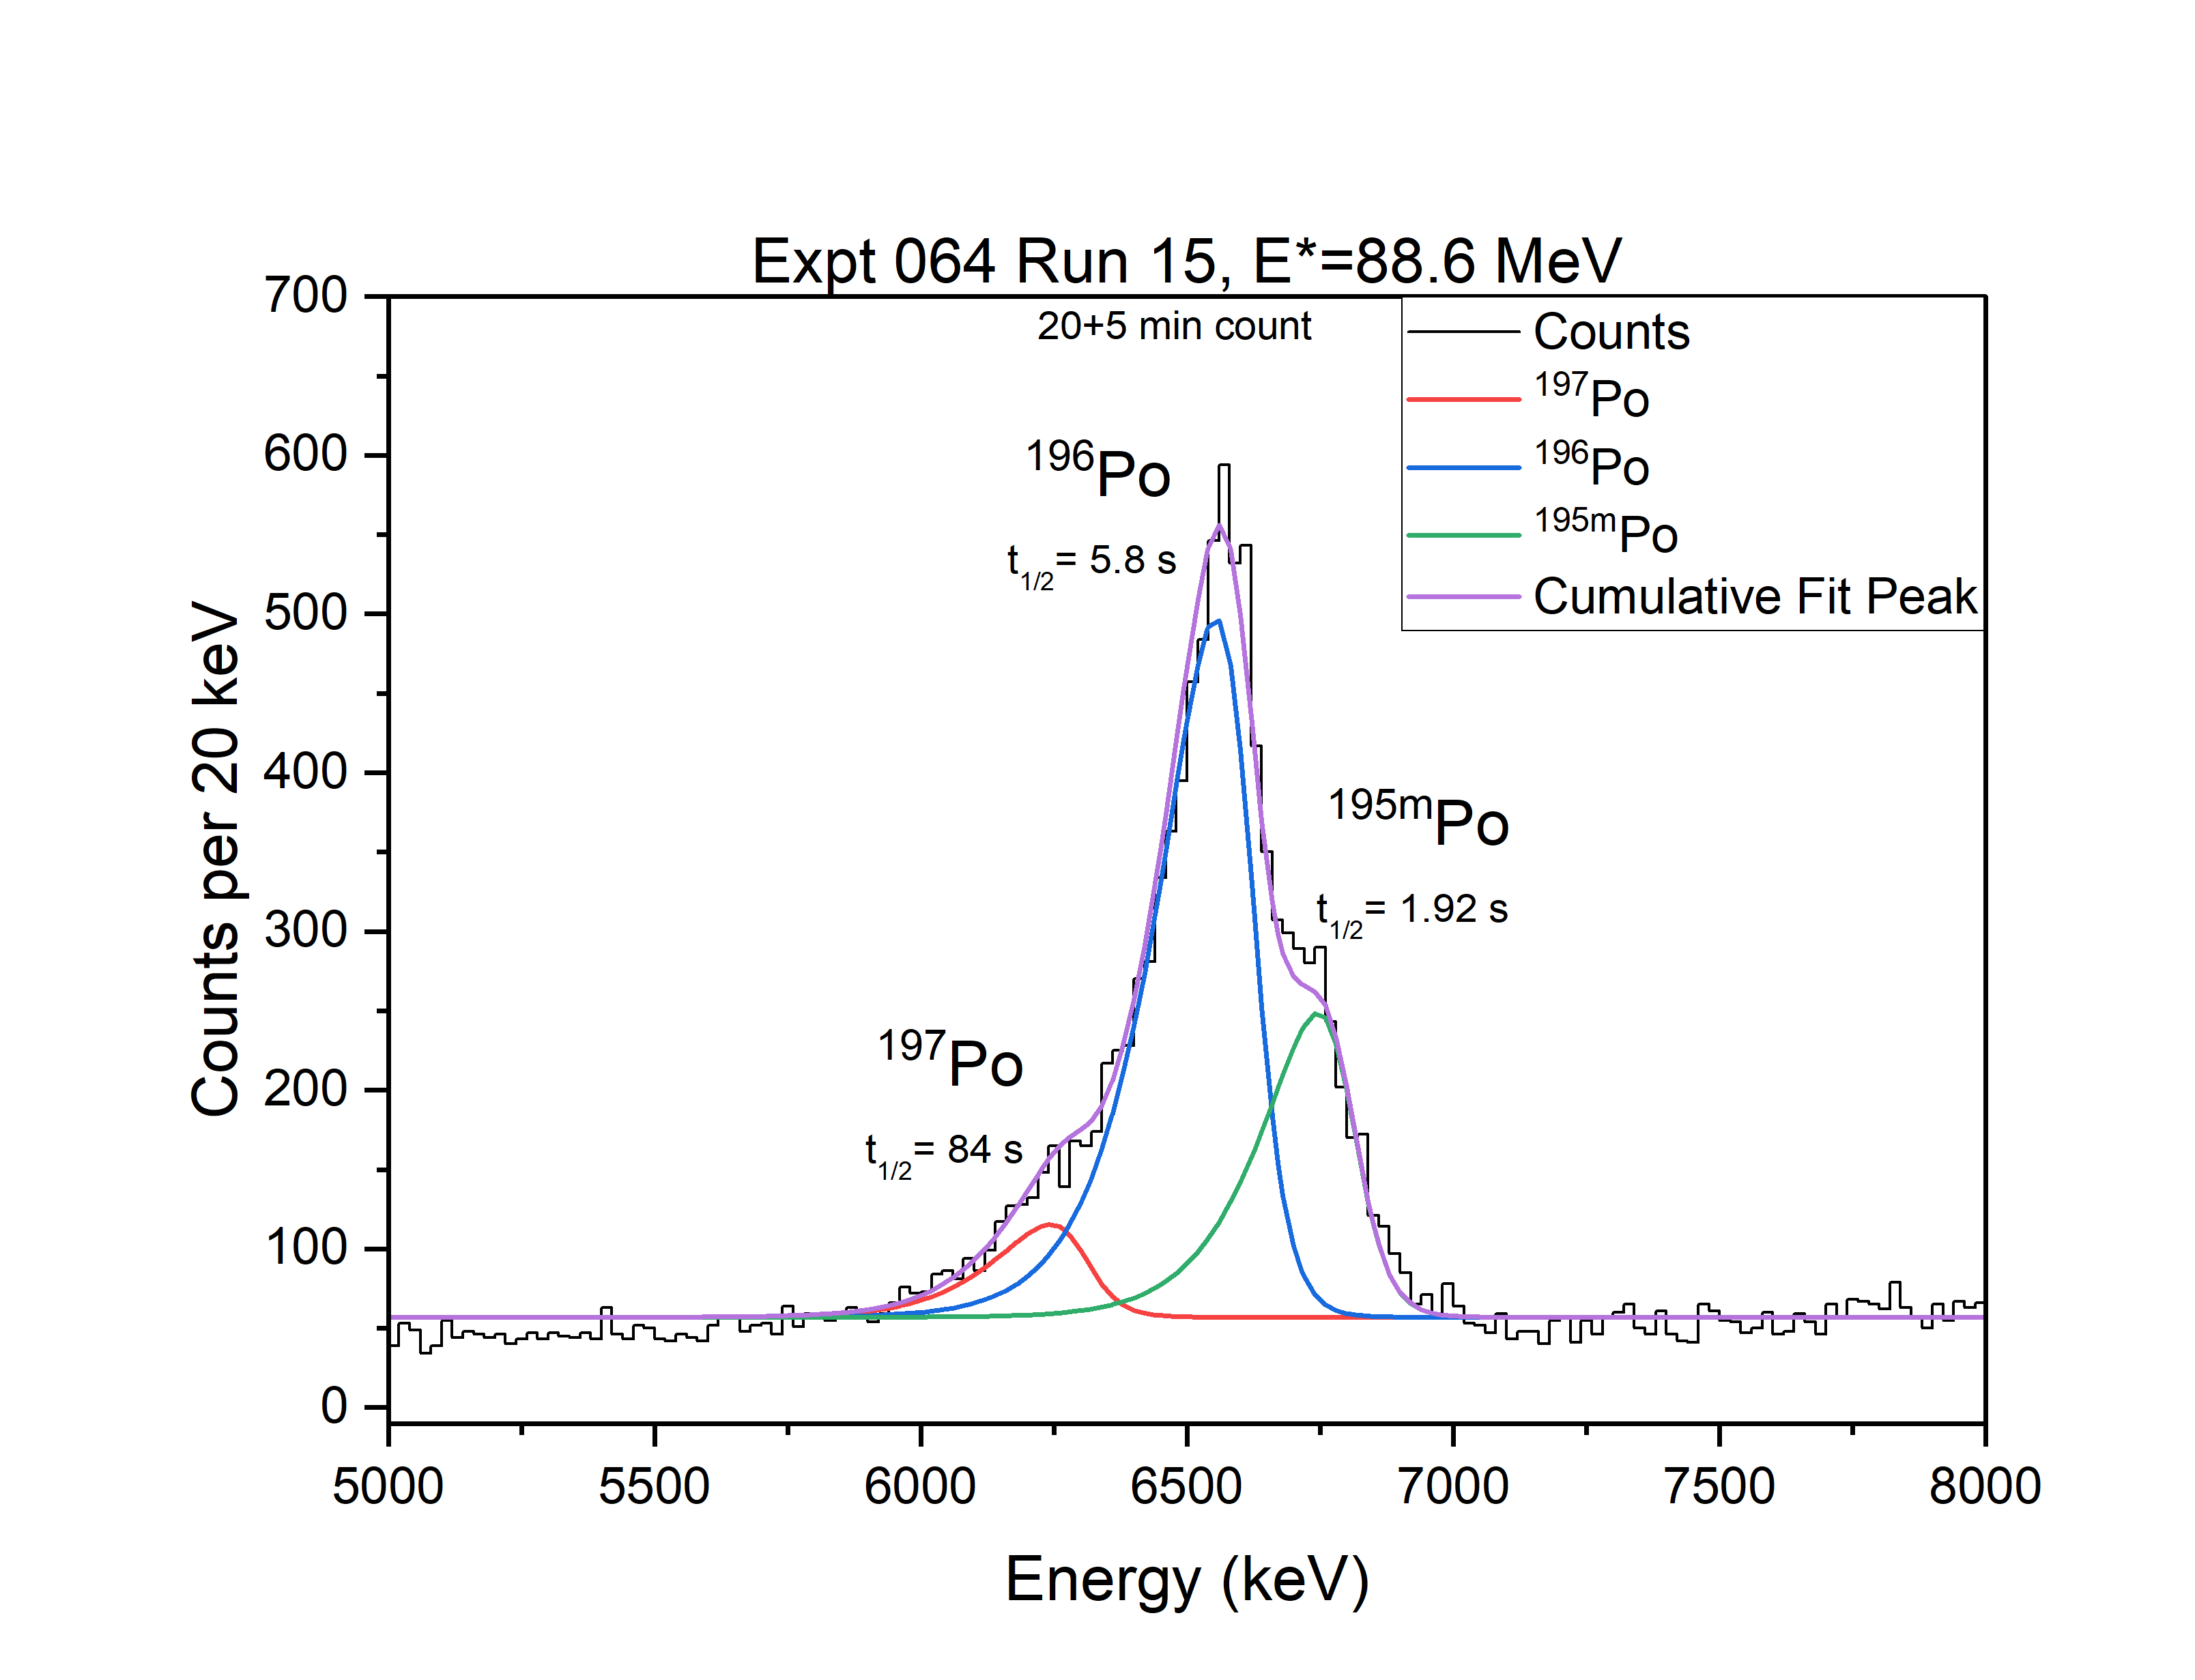 Expt 064 Run 15, E*=88.6 MeV
20+5 min count
Counts
¹⁹⁷Po
¹⁹⁶Po
¹⁹⁵ᵐPo
Cumulative Fit Peak
¹⁹⁶Po
t₁/₂= 5.8 s
¹⁹⁵ᵐPo
t₁/₂= 1.92 s
¹⁹⁷Po
t₁/₂= 84 s
Counts per 20 keV
700
600
500
400
300
200
100
0
5000 5500 6000 6500 7000 7500 8000
Energy (keV)